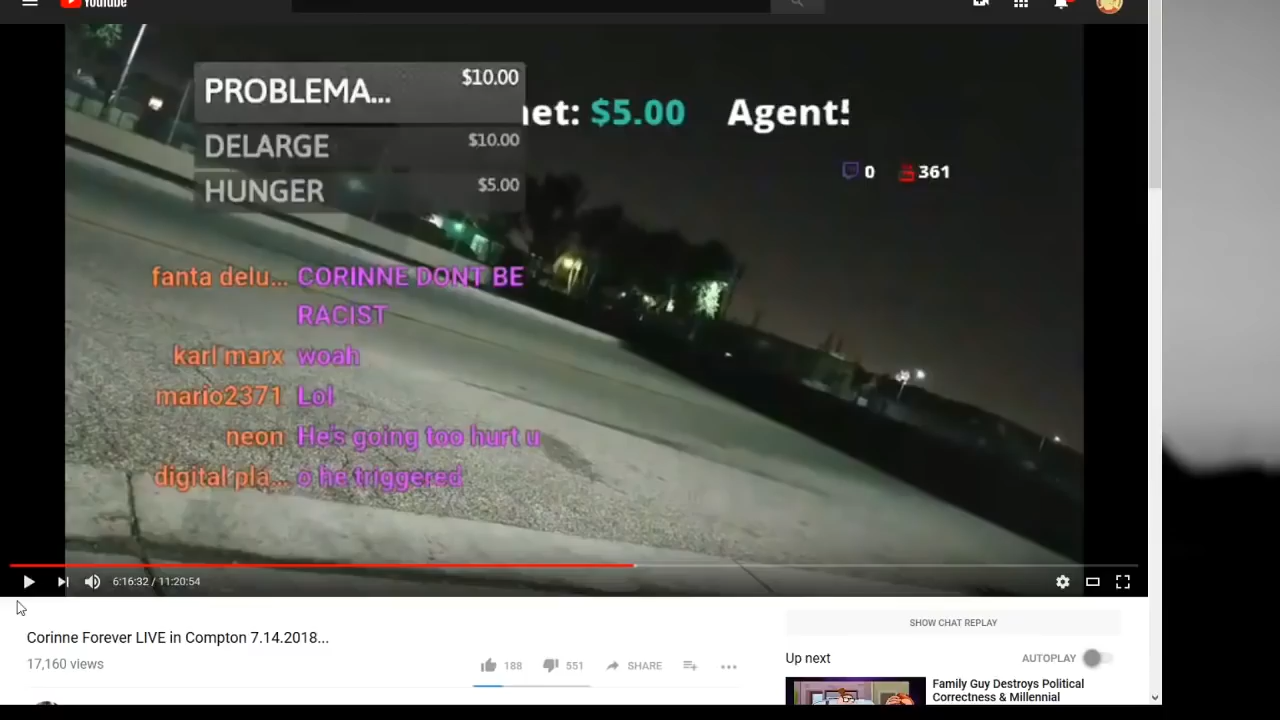 YouTube
PROBLEMA... $10.00
DELARGE $10.00
HUNGER $5.00
$5.00 Agent!
0 361
fanta delu... CORINNE DONT BE
RACIST
karl marx woah
mario2371 Lol
neon He's going too hurt u
digital pla... o he triggered
6:16:32 / 11:20:54
Corinne Forever LIVE in Compton 7.14.2018...
17,160 views
188 551 SHARE
SHOW CHAT REPLAY
Up next AUTOPLAY
Family Guy Destroys Political
Correctness & Millennial